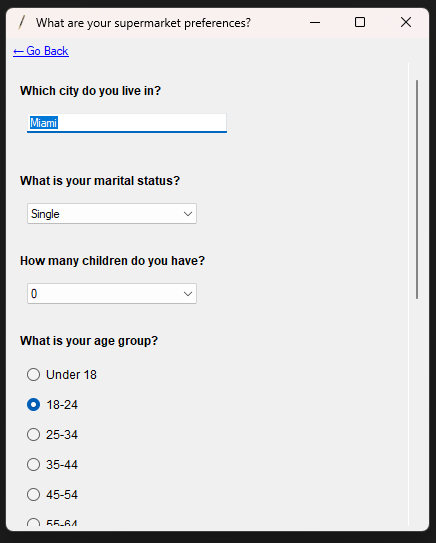 What are your supermarket preferences?
← Go Back
Which city do you live in?
Miami
What is your marital status?
Single
How many children do you have?
0
What is your age group?
Under 18
18-24
25-34
35-44
45-54
55-64